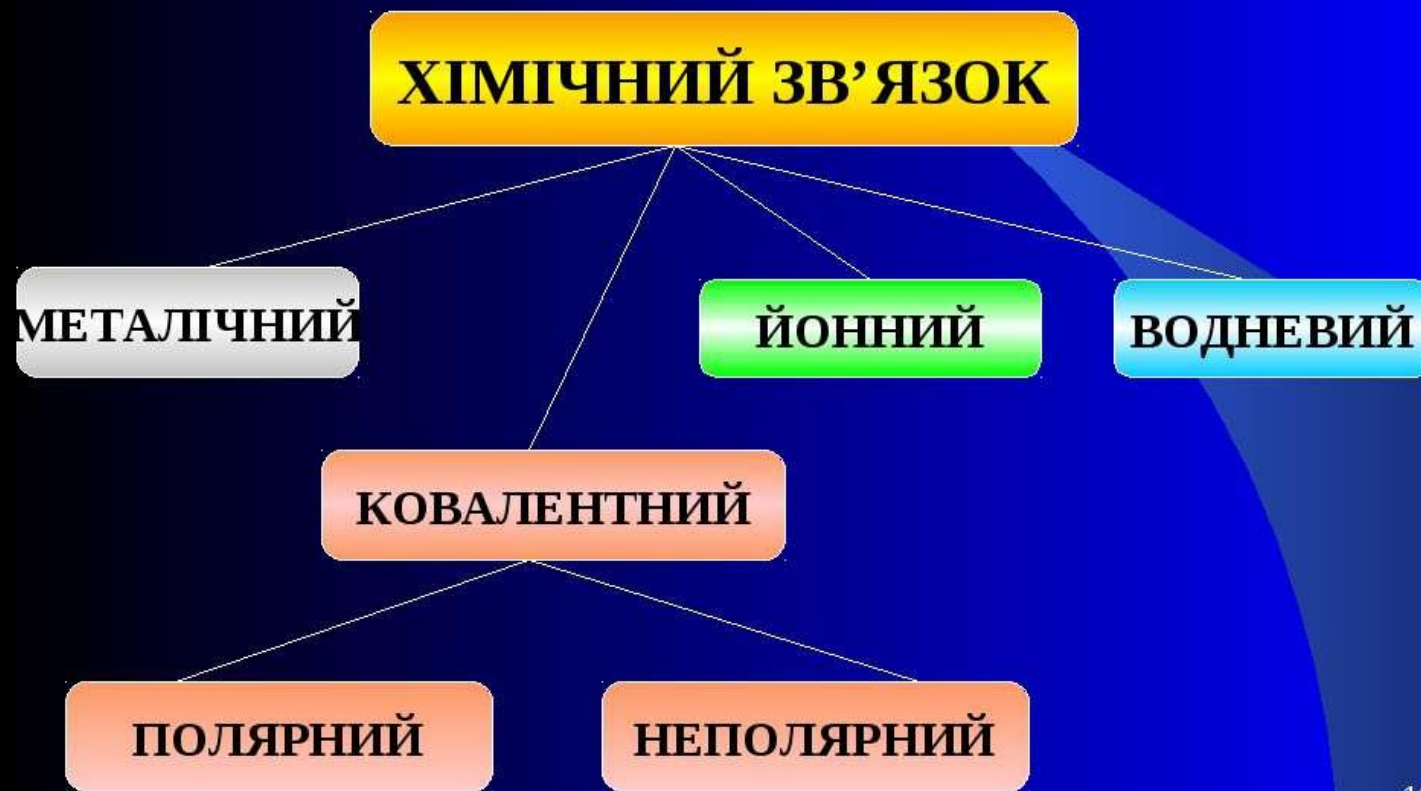 ХІМІЧНИЙ ЗВ’ЯЗОК
МЕТАЛІЧНИЙ
ЙОННИЙ
ВОДНЕВИЙ
КОВАЛЕНТНИЙ
ПОЛЯРНИЙ
НЕПОЛЯРНИЙ